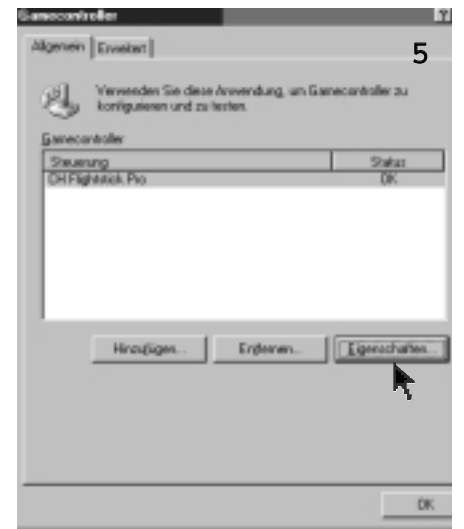 Gamecontroller
?
Allgemein Erweitert
5
Verwenden Sie diese Anwendung, um Gamecontroller zu
konfigurieren und zu testen.
Gamecontroller
Steuerung Status
CH Flightstick Pro OK
Hinzufügen... Entfernen... Eigenschaften...
OK